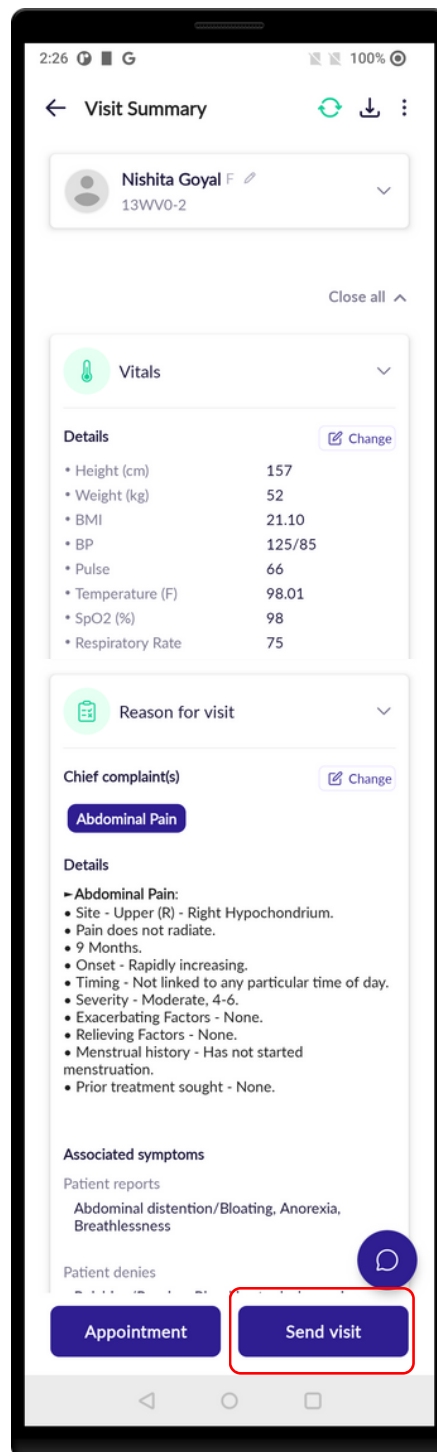 2:26 G 100%
Visit Summary
Nishita Goyal F
13WV0-2
Close all
Vitals
Details Change
• Height (cm) 157
• Weight (kg) 52
• BMI 21.10
• BP 125/85
• Pulse 66
• Temperature (F) 98.01
• SpO2 (%) 98
• Respiratory Rate 75
Reason for visit
Chief complaint(s) Change
Abdominal Pain
Details
►Abdominal Pain:
• Site - Upper (R) - Right Hypochondrium.
• Pain does not radiate.
• 9 Months.
• Onset - Rapidly increasing.
• Timing - Not linked to any particular time of day.
• Severity - Moderate, 4-6.
• Exacerbating Factors - None.
• Relieving Factors - None.
• Menstrual history - Has not started
menstruation.
• Prior treatment sought - None.
Associated symptoms
Patient reports
Abdominal distention/Bloating, Anorexia,
Breathlessness
Patient denies
Appointment Send visit